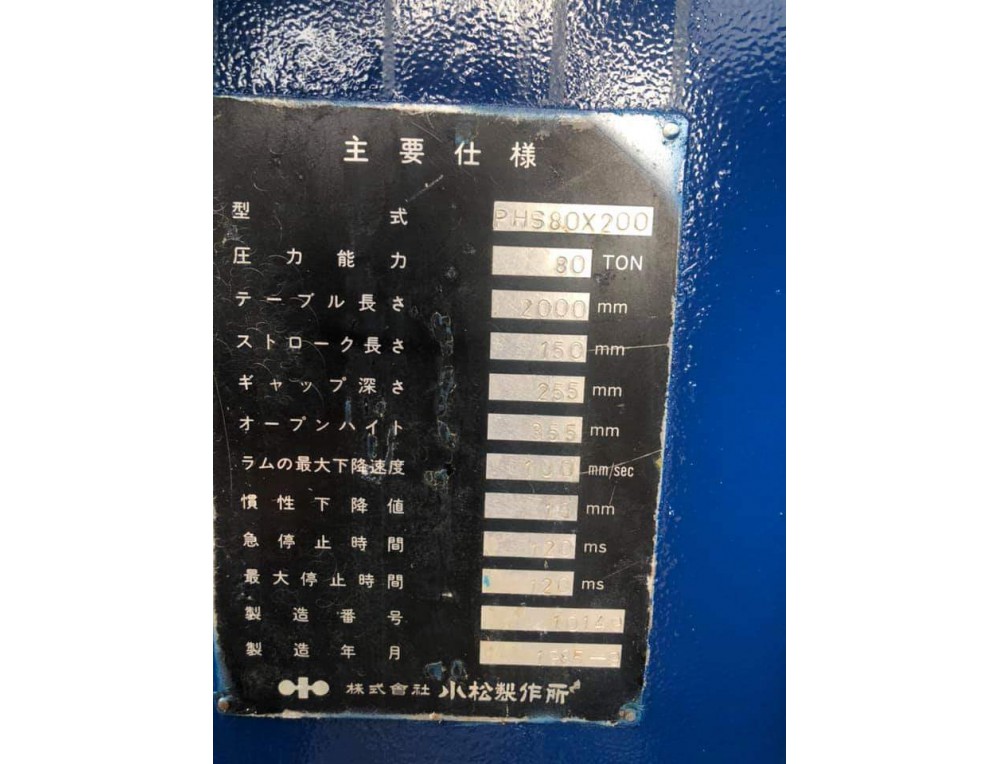 主要仕様
型式 PHS80X200
圧力能力 80 TON
テーブル長さ 2000 mm
ストローク長さ 150 mm
ギャップ深さ 255 mm
オープンハイト 355 mm
ラムの最大下降速度 100 mm/sec
慣性下降値 mm
急停止時間 120 ms
最大停止時間 120 ms
製造番号
製造年月
株式會社 小松製作所